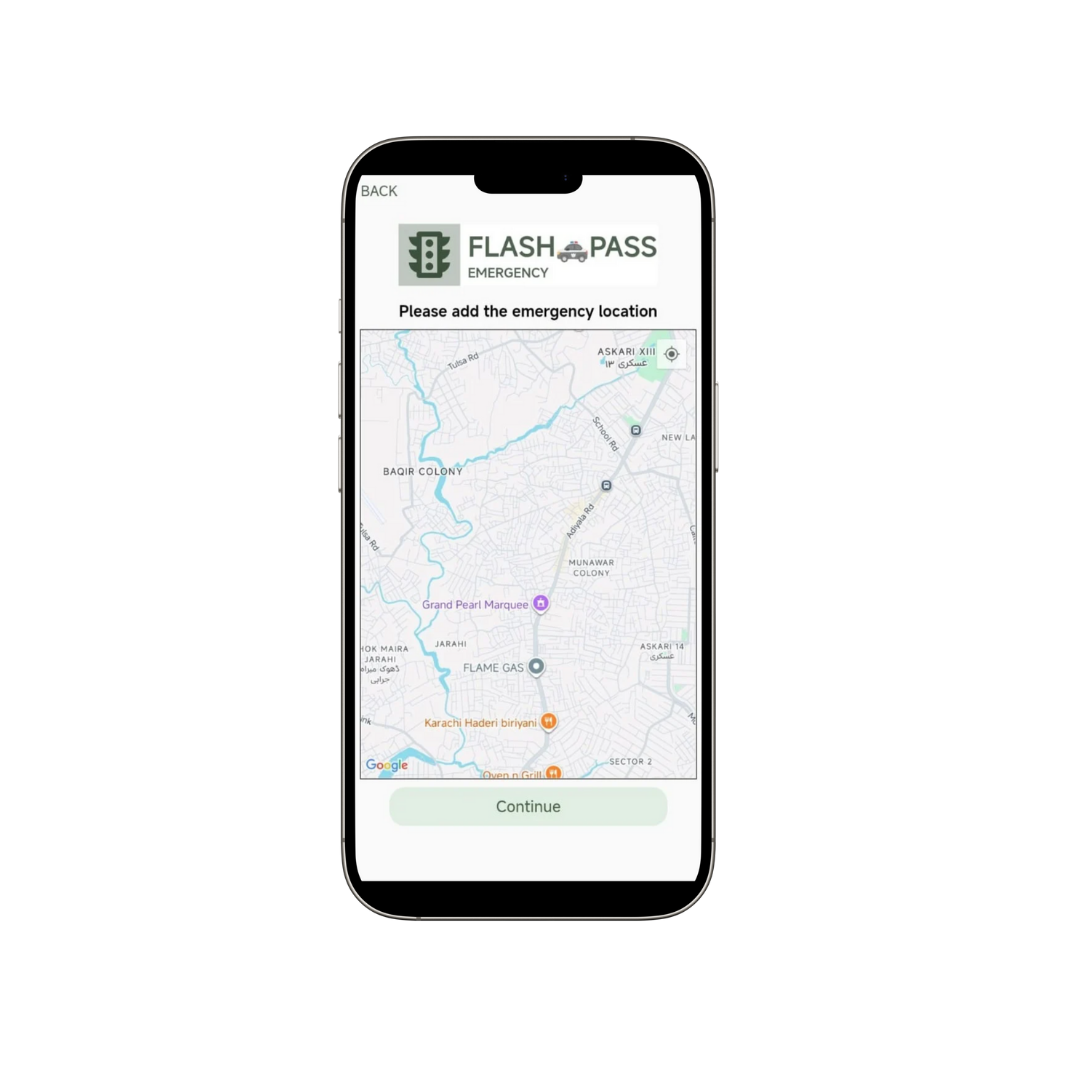 BACK
FLASH PASS
EMERGENCY
Please add the emergency location
ASKARI XIII
عسکری ١٣
Tulsa Rd
School Rd
NEW LA
BAQIR COLONY
Adiyala Rd
Tulsa Rd
MUNAWAR
COLONY
Grand Pearl Marquee
JARAHI
HOK MAIRA
JARAHI
ڈھوک میرا
جراہی
ASKARI 14
عسکری
FLAME GAS
Karachi Haderi biriyani
SECTOR 2
Google
Oven n Grill
Continue